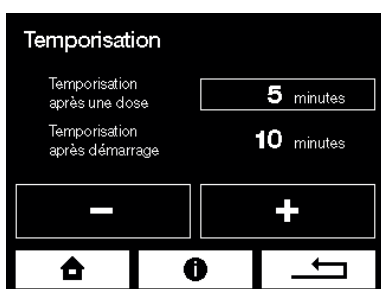 Temporisation
Temporisation
après une dose
5 minutes
Temporisation
après démarrage
10 minutes
− +
i